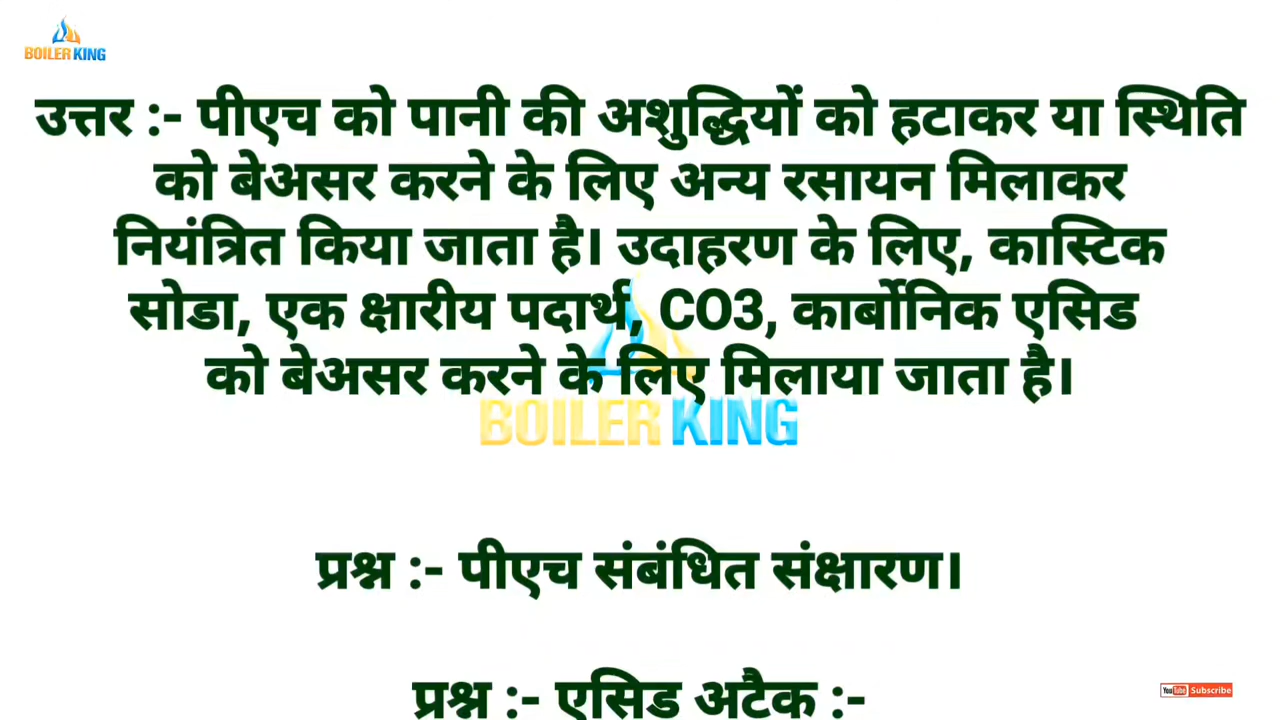 BOILER KING
उत्तर :- पीएच को पानी की अशुद्धियों को हटाकर या स्थिति
को बेअसर करने के लिए अन्य रसायन मिलाकर
नियंत्रित किया जाता है। उदाहरण के लिए, कास्टिक
सोडा, एक क्षारीय पदार्थ, CO3, कार्बोनिक एसिड
को बेअसर करने के लिए मिलाया जाता है।
BOILER KING
प्रश्न :- पीएच संबंधित संक्षारण।
प्रश्न :- एसिड अटैक :-
YouTube Subscribe